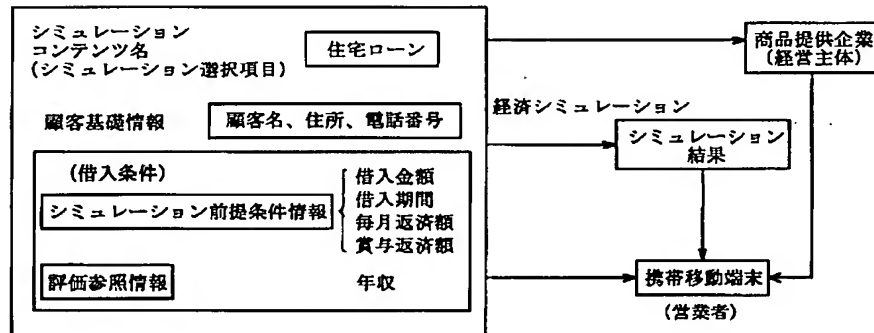 シミュレーション
コンテンツ名
(シミュレーション選択項目)
住宅ローン
商品提供企業
(経営主体)
顧客基礎情報
顧客名、住所、電話番号
経済シミュレーション
シミュレーション
結果
(借入条件)
シミュレーション前提条件情報
借入金額
借入期間
毎月返済額
賞与返済額
評価参照情報
年収
携帯移動端末
(営業者)